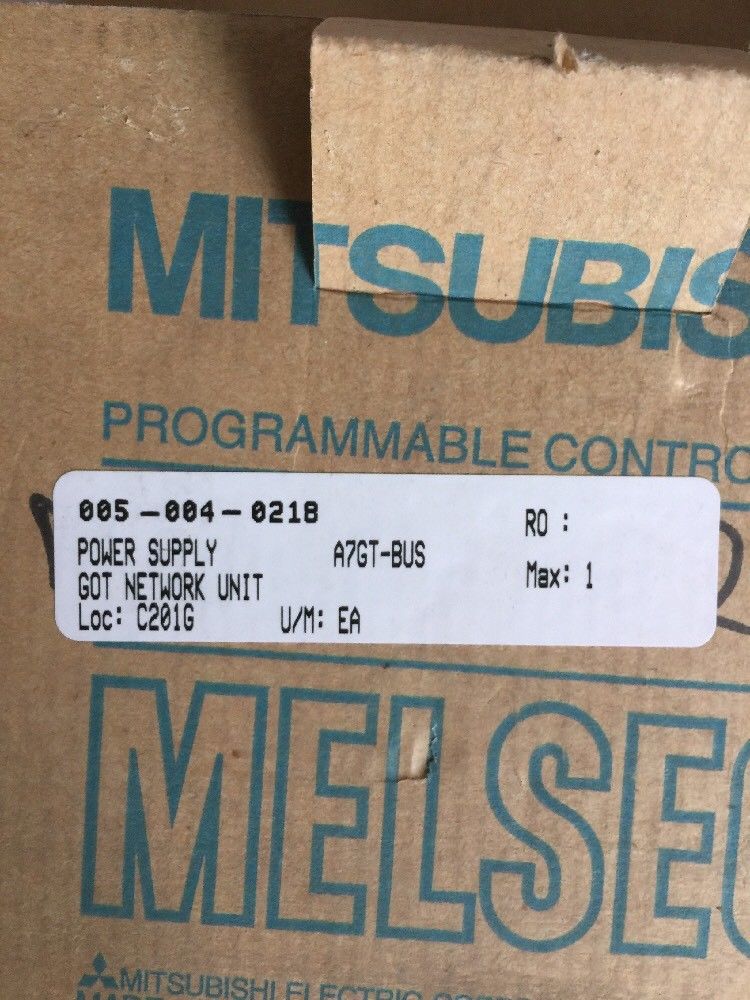 MITSUBIS
PROGRAMMABLE CONTRO
005-004-0218
RO :
POWER SUPPLY A7GT-BUS
GOT NETWORK UNIT
Max: 1
Loc: C201G U/M: EA
MELSEC
MITSUBISHI ELECTRIC